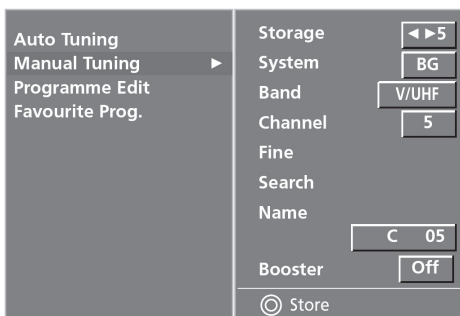 Auto Tuning
Manual Tuning ►
Programme Edit
Favourite Prog.
Storage ◄ ►5
System BG
Band V/UHF
Channel 5
Fine
Search
Name
C 05
Booster Off
Store